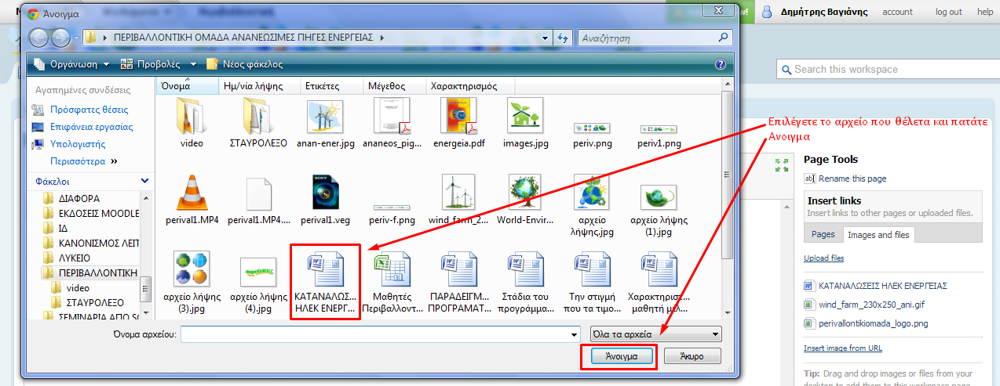 Άνοιγμα
Δημήτρης Βαγιάνης account log out help
ΠΕΡΙΒΑΛΛΟΝΤΙΚΗ ΟΜΑΔΑ ΑΝΑΝΕΩΣΙΜΕΣ ΠΗΓΕΣ ΕΝΕΡΓΕΙΑΣ
Αναζήτηση
Οργάνωση Προβολές Νέος φάκελος
Search this workspace
Αγαπημένες συνδέσεις
Πρόσφατες θέσεις
Επιφάνεια εργασίας
Υπολογιστής
Περισσότερα »
Φάκελοι
ΔΙΑΦΟΡΑ
ΕΚΔΟΣΕΙΣ MOODLE
ΙΔ
ΚΑΝΟΝΙΣΜΟΣ ΛΕΙΤ
ΛΥΚΕΙΟ
ΠΕΡΙΒΑΛΛΟΝΤΙΚΗ
video
ΣΤΑΥΡΟΛΕΞΟ
ΣΕΜΙΝΑΡΙΑ ΑΠΟ SC
Όνομα Ημ/νία λήψης Ετικέτες Μέγεθος Χαρακτηρισμός
video ΣΤΑΥΡΟΛΕΞΟ anan-ener.jpg ananeos_pig... energeia.pdf images.jpg periv.png periv1.png
perival1.MP4 perival1.MP4.... perival1.veg periv-f.png wind_farm_2... World-Envir... αρχείο λήψης.jpg αρχείο λήψης (1).jpg
αρχείο λήψης (3).jpg αρχείο λήψης (4).jpg ΚΑΤΑΝΑΛΩΣ... ΗΛΕΚ ΕΝΕΡΓ... Μαθητές Περιβαλλοντ... ΠΑΡΑΔΕΙΓΜ... ΠΡΟΓΡΑΜΑΤ... Στάδια του προγράμμα... Την στιγμή που τα τιμο... Χαρακτηριστ... μαθητή μελ...
Όνομα αρχείου:
Όλα τα αρχεία
Άνοιγμα Άκυρο
Επιλέγετε το αρχείο που θέλετα και πατάτε
Ανοιγμα
Page Tools
Rename this page
Insert links
Insert links to other pages or uploaded files.
Pages Images and files
Upload files
ΚΑΤΑΝΑΛΩΣΕΙΣ ΗΛΕΚ ΕΝΕΡΓΕΙΑΣ
wind_farm_230x250_ani.gif
perivallontikiomada_logo.png
Insert image from URL
Tip: Drag and drop images or files from your
desktop to add them to this workspace page.